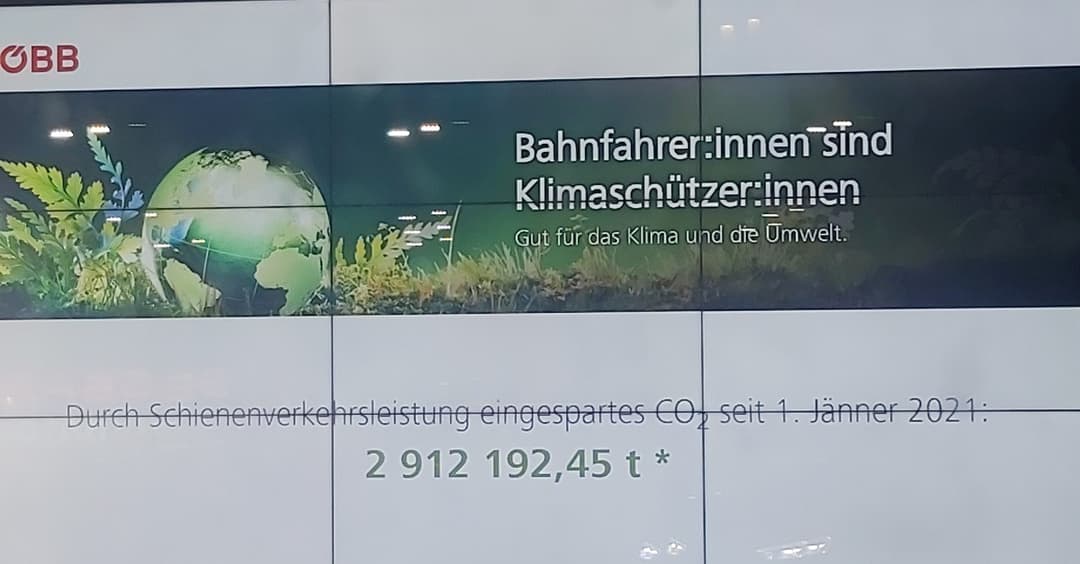 ÖBB
Bahnfahrer:innen sind
Klimaschützer:innen
Gut für das Klima und die Umwelt.
Durch Schienenverkehrsleistung eingespartes CO₂ seit 1. Jänner 2021:
2 912 192,45 t *